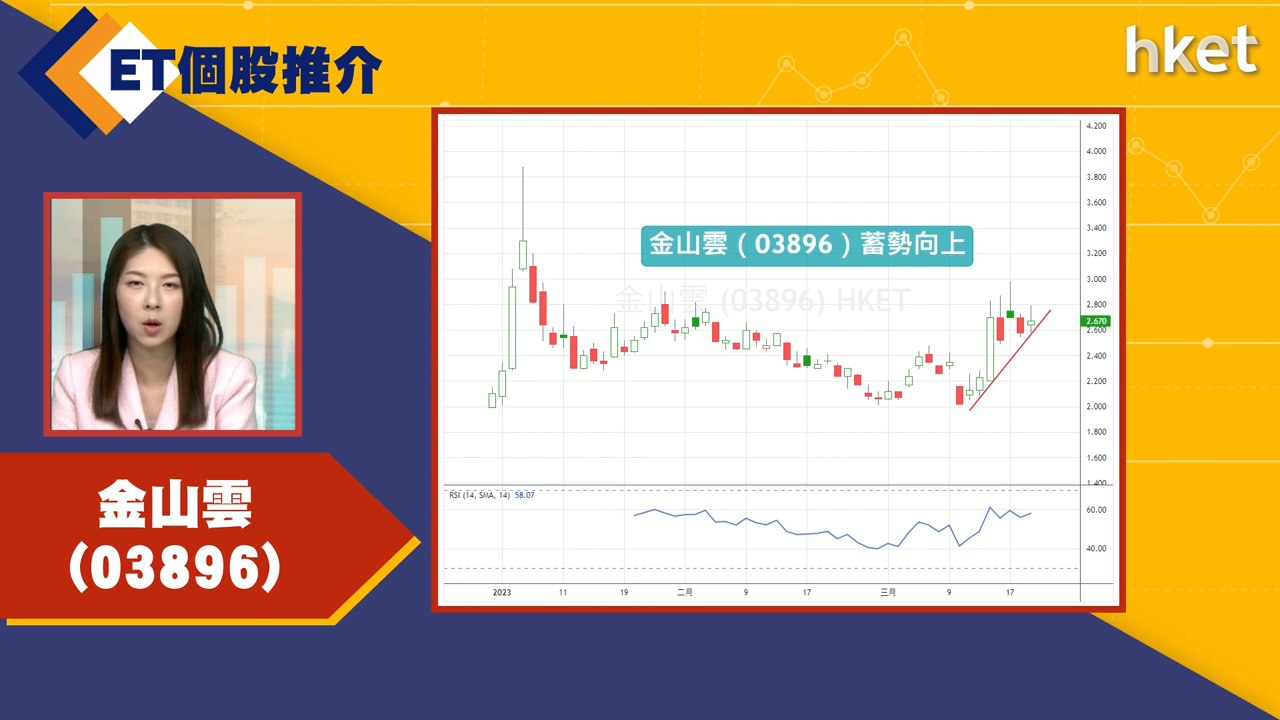 ET個股推介
hket
金山雲
(03896)
金山雲 ( 03896 ) 蓄勢向上
金山雲 (03896) HKET
4.200
4.000
3.800
3.600
3.400
3.200
3.000
2.800
2.670
2.600
2.400
2.200
2.000
1.800
1.600
1.400
RSI (14, SMA, 14) 58.07
60.00
40.00
2023 11 19 二月 9 17 三月 9 17